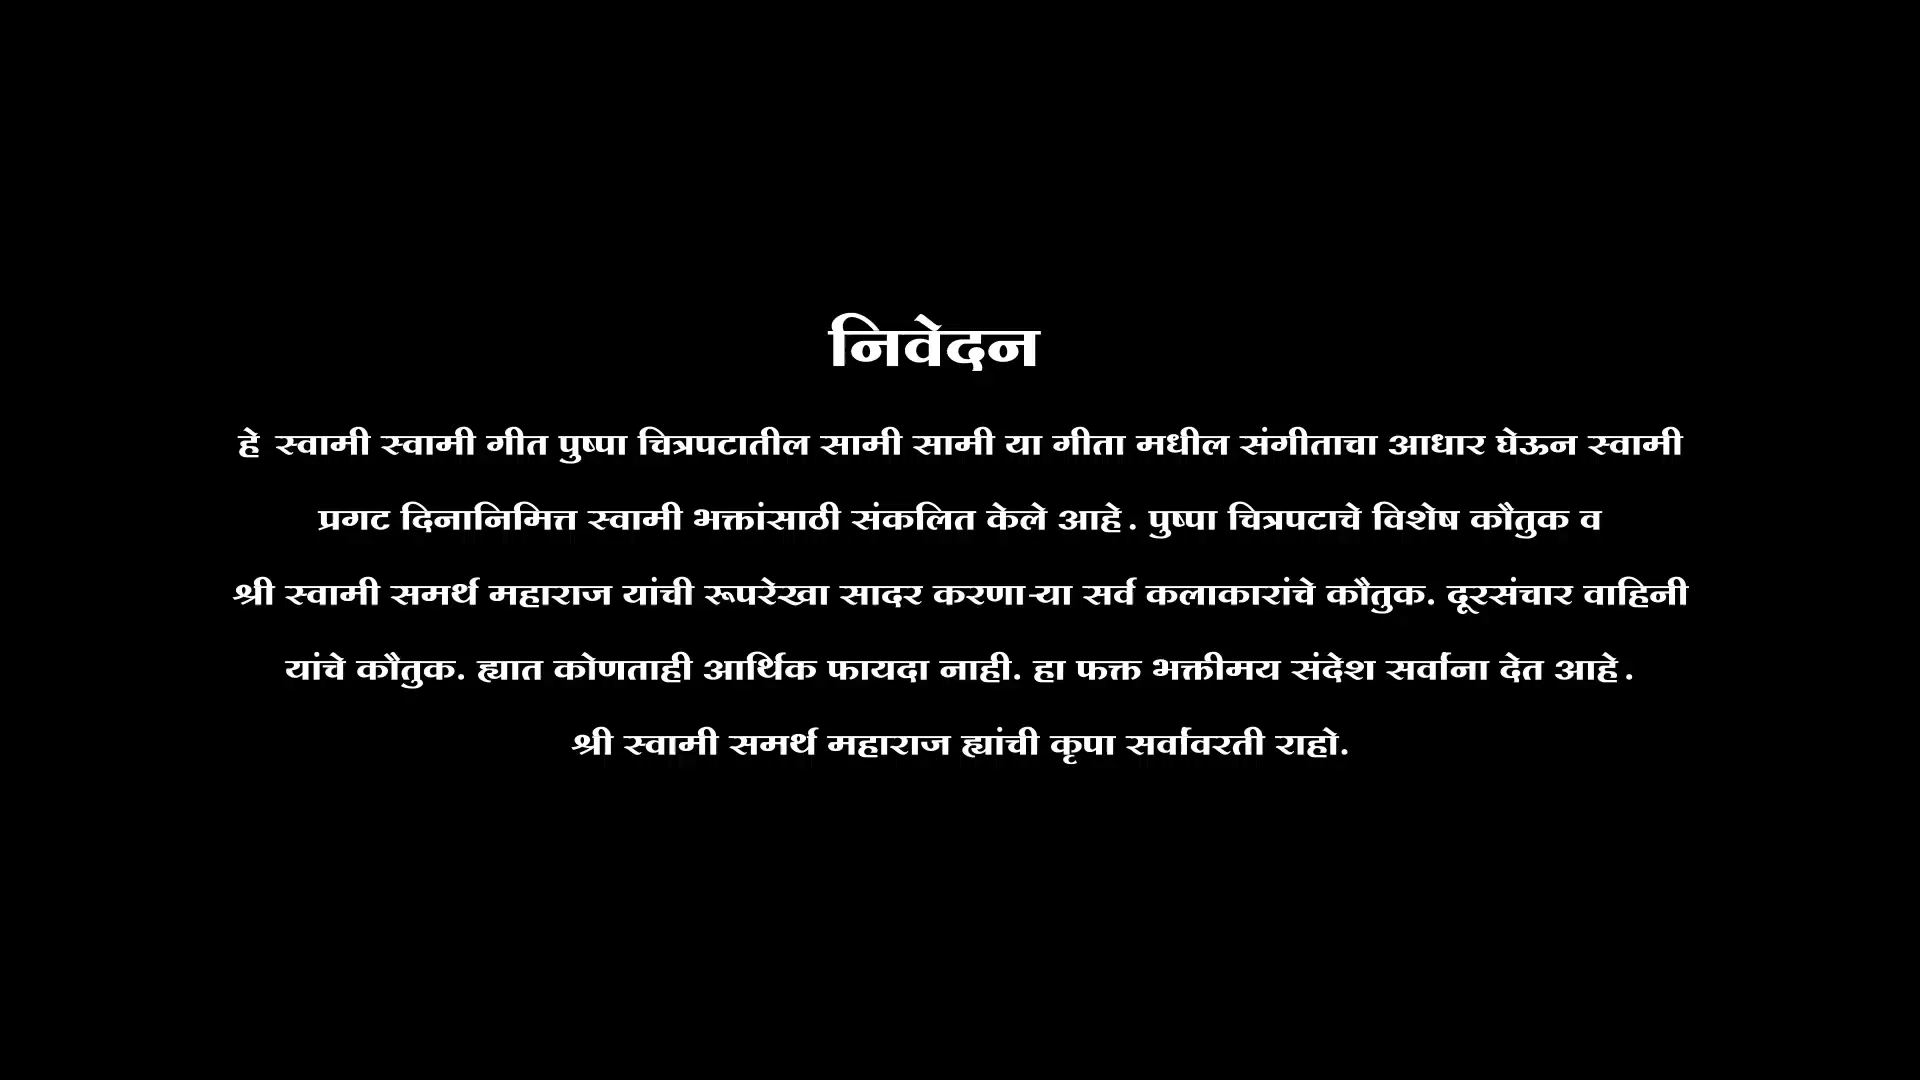 निवेदन
हे स्वामी स्वामी गीत पुष्पा चित्रपटातील सामी सामी या गीता मधील संगीताचा आधार घेऊन स्वामी
प्रगट दिनानिमित्त स्वामी भक्तांसाठी संकलित केले आहे. पुष्पा चित्रपटाचे विशेष कौतुक व
श्री स्वामी समर्थ महाराज यांची रूपरेखा सादर करणाऱ्या सर्व कलाकारांचे कौतुक. दूरसंचार वाहिनी
यांचे कौतुक. ह्यात कोणताही आर्थिक फायदा नाही. हा फक्त भक्तीमय संदेश सर्वांना देत आहे.
श्री स्वामी समर्थ महाराज ह्यांची कृपा सर्वांवरती राहो.